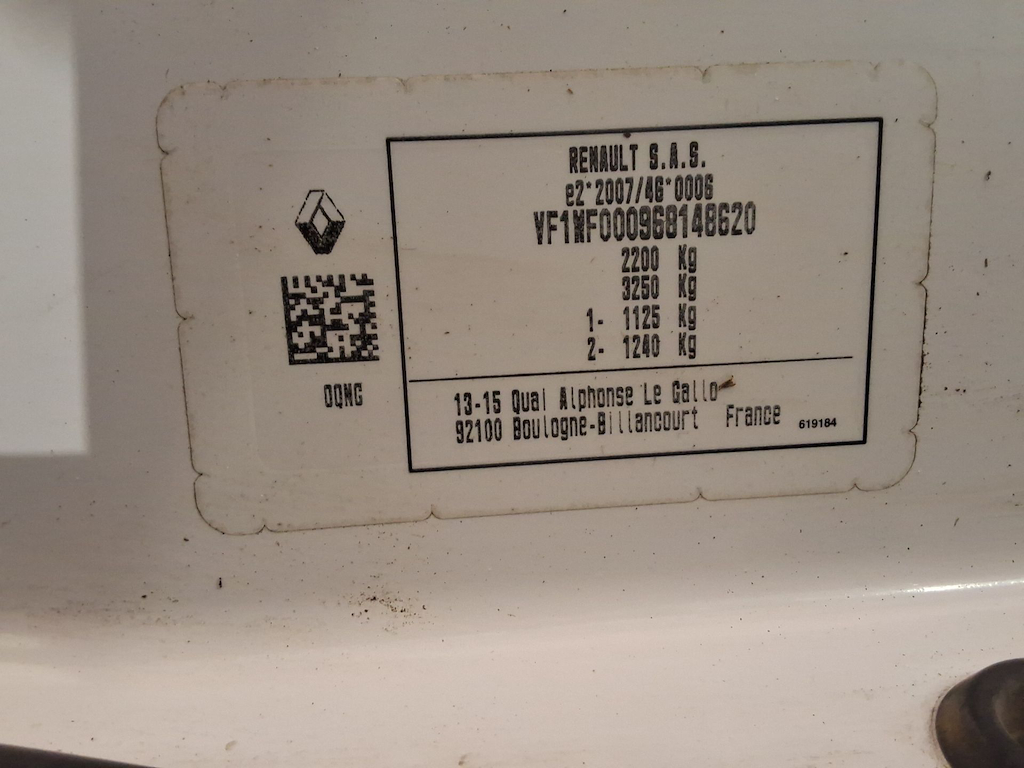 RENAULT S.A.S.
e2*2007/46*0006
VF1WF000968148620
2200 Kg
3250 Kg
1- 1125 Kg
2- 1240 Kg
0QNG
13-15 Quai Alphonse Le Gallo
92100 Boulogne-Billancourt France
619184